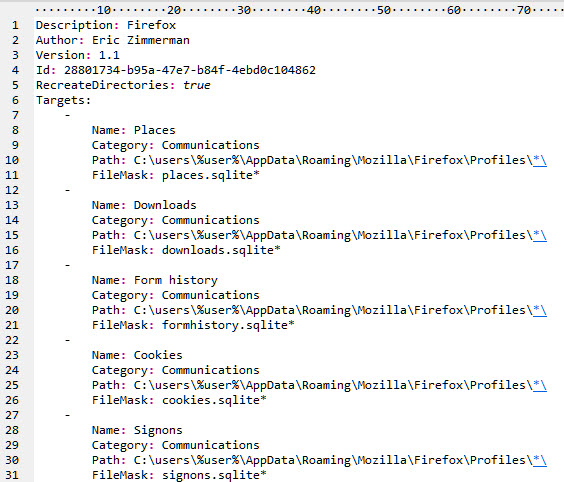 10 20 30 40 50 60 70
1 Description: Firefox
2 Author: Eric Zimmerman
3 Version: 1.1
4 Id: 28801734-b95a-47e7-b84f-4ebd0c104862
5 RecreateDirectories: true
6 Targets:
7 -
8 Name: Places
9 Category: Communications
10 Path: C:\users\%user%\AppData\Roaming\Mozilla\Firefox\Profiles\*\
11 FileMask: places.sqlite*
12 -
13 Name: Downloads
14 Category: Communications
15 Path: C:\users\%user%\AppData\Roaming\Mozilla\Firefox\Profiles\*\
16 FileMask: downloads.sqlite*
17 -
18 Name: Form history
19 Category: Communications
20 Path: C:\users\%user%\AppData\Roaming\Mozilla\Firefox\Profiles\*\
21 FileMask: formhistory.sqlite*
22 -
23 Name: Cookies
24 Category: Communications
25 Path: C:\users\%user%\AppData\Roaming\Mozilla\Firefox\Profiles\*\
26 FileMask: cookies.sqlite*
27 -
28 Name: Signons
29 Category: Communications
30 Path: C:\users\%user%\AppData\Roaming\Mozilla\Firefox\Profiles\*\
31 FileMask: signons.sqlite*